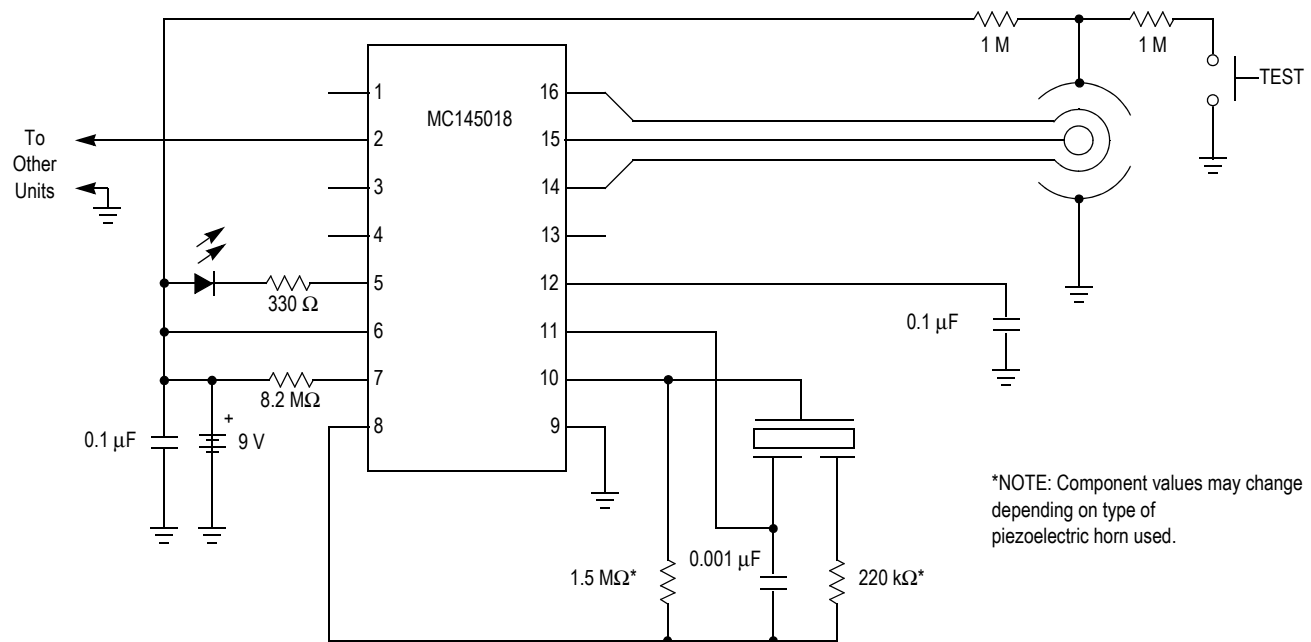 1 M
1 M
TEST
MC145018
1
2
3
4
5
6
7
8
16
15
14
13
12
11
10
9
To
Other
Units
330 Ω
8.2 MΩ
0.1 μF
+
9 V
0.1 μF
1.5 MΩ*
0.001 μF
220 kΩ*
*NOTE: Component values may change
depending on type of
piezoelectric horn used.